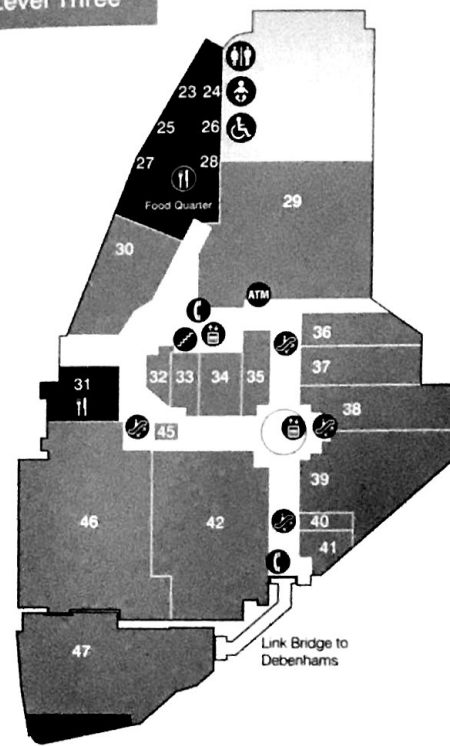 Level Three
23 24
25 26
27 28
Food Quarter
29
30
ATM
36
37
32 33 34 35
31
38
45
39
46 42
40
41
47
Link Bridge to
Debenhams